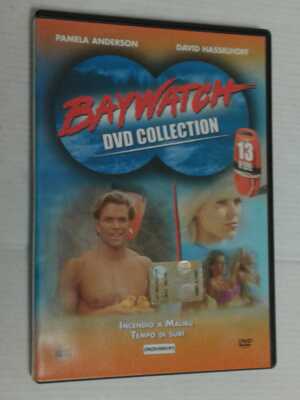 PAMELA ANDERSON
DAVID HASSELHOFF
BAYWATCH
DVD COLLECTION
13
INCENDIO A MALIBU
TEMPO DI SURF
DVD